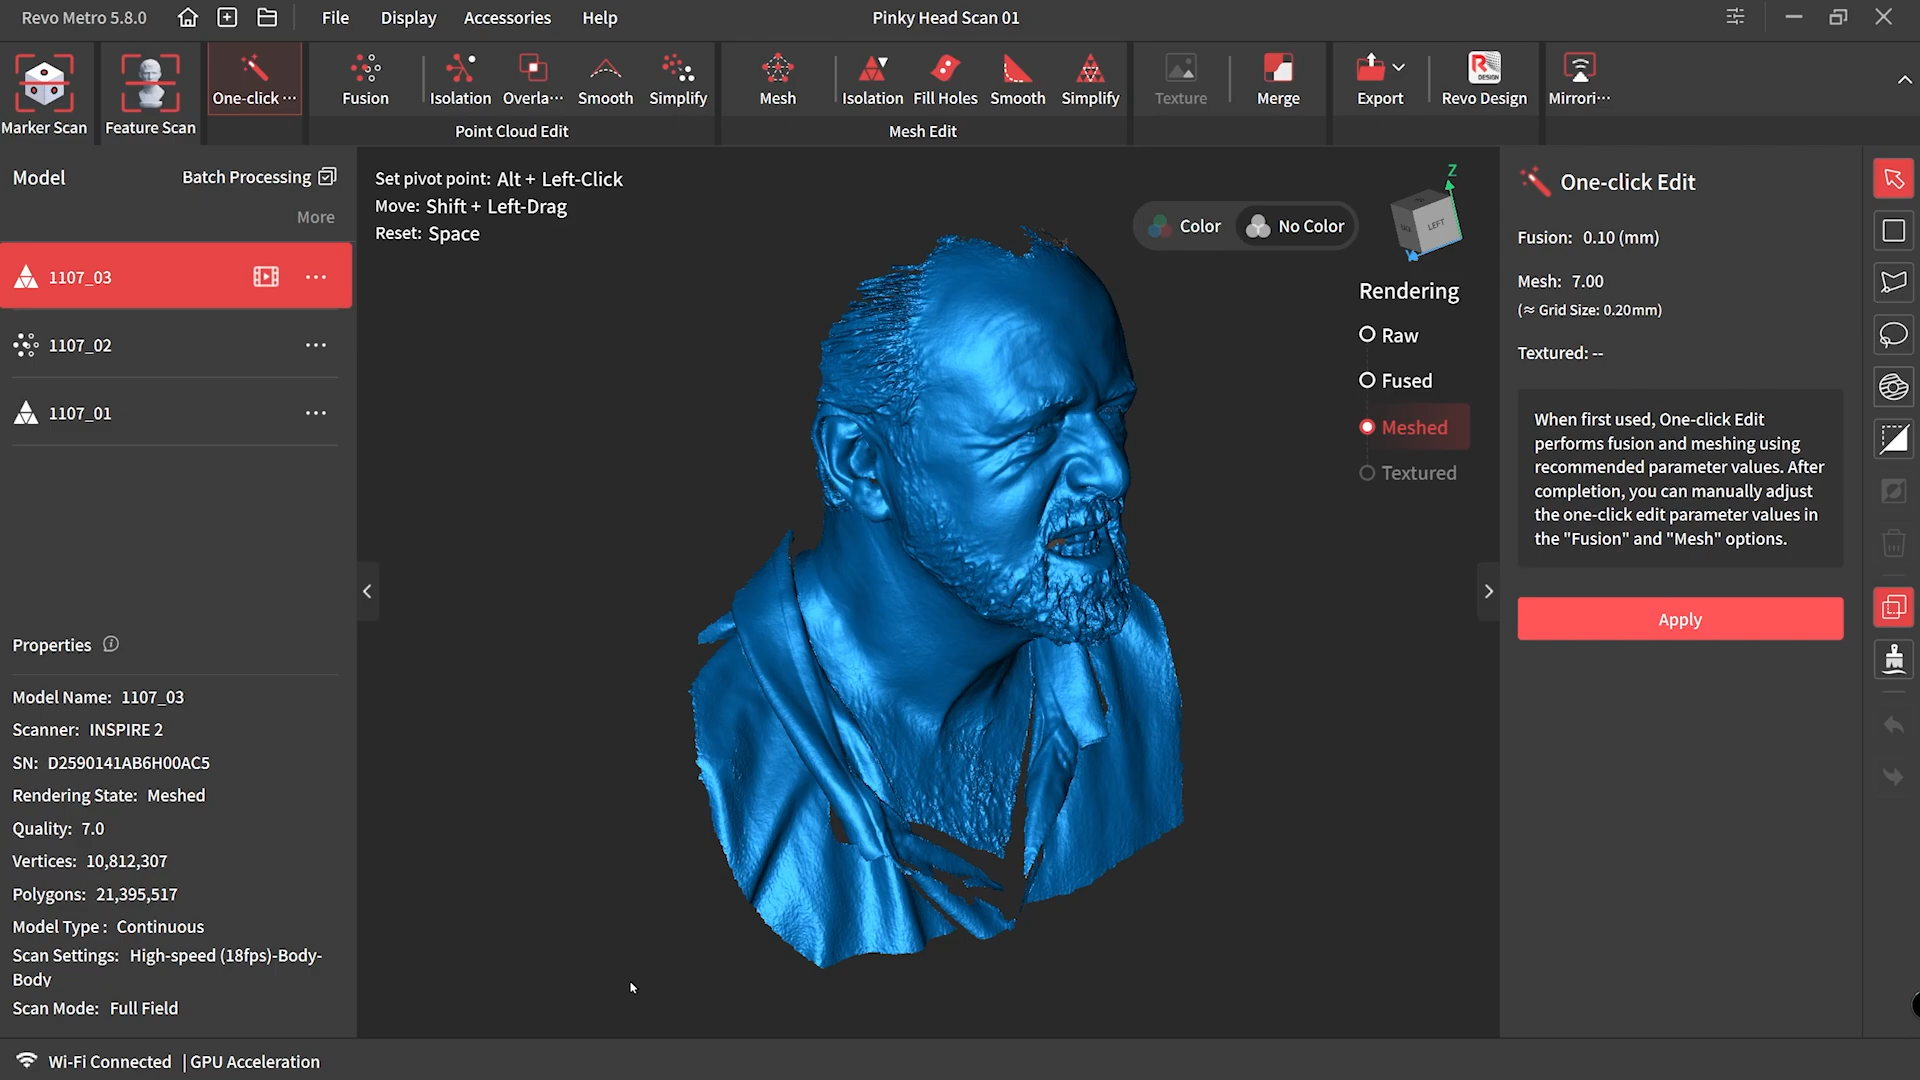 Revo Metro 5.8.0
File
Display
Accessories
Help
Pinky Head Scan 01
Marker Scan
Feature Scan
One-click ···
Fusion
Isolation
Overla···
Smooth
Simplify
Point Cloud Edit
Mesh
Isolation
Fill Holes
Smooth
Simplify
Mesh Edit
Texture
Merge
Export
R
DESIGN
Revo Design
Mirrori···
Model
Batch Processing
More
1107_03
1107_02
1107_01
Properties
Model Name: 1107_03
Scanner: INSPIRE 2
SN: D2590141AB6H00AC5
Rendering State: Meshed
Quality: 7.0
Vertices: 10,812,307
Polygons: 21,395,517
Model Type : Continuous
Scan Settings: High-speed (18fps)-Body-
Body
Scan Mode: Full Field
Set pivot point: Alt + Left-Click
Move: Shift + Left-Drag
Reset: Space
Color
No Color
Z
LEFT
Rendering
Raw
Fused
Meshed
Textured
One-click Edit
Fusion: 0.10 (mm)
Mesh: 7.00
(≈ Grid Size: 0.20mm)
Textured: --
When first used, One-click Edit
performs fusion and meshing using
recommended parameter values. After
completion, you can manually adjust
the one-click edit parameter values in
the "Fusion" and "Mesh" options.
Apply
Wi-Fi Connected | GPU Acceleration